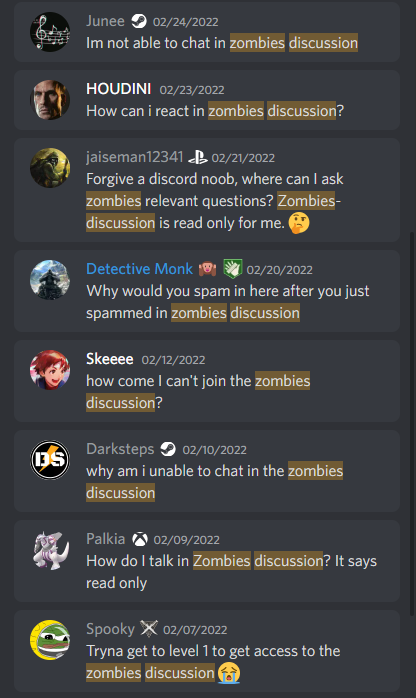 Junee 02/24/2022
Im not able to chat in zombies discussion
HOUDINI 02/23/2022
How can i react in zombies discussion?
jaiseman12341 02/21/2022
Forgive a discord noob, where can I ask
zombies relevant questions? Zombies-
discussion is read only for me. 🤔
Detective Monk 02/20/2022
Why would you spam in here after you just
spammed in zombies discussion
Skeeee 02/12/2022
how come I can't join the zombies
discussion?
BS
Darksteps 02/10/2022
why am i unable to chat in the zombies
discussion
Palkia 02/09/2022
How do I talk in Zombies discussion? It says
read only
Spooky 02/07/2022
Tryna get to level 1 to get access to the
zombies discussion 😭